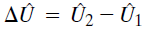 ΔÛ = Û₂ − Û₁